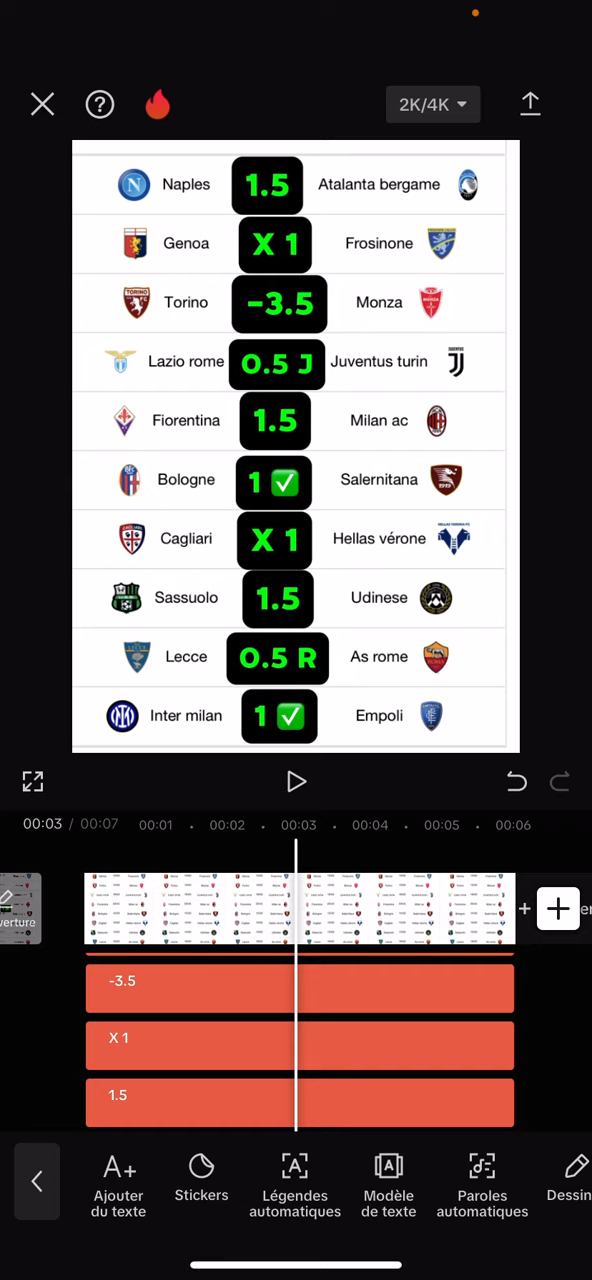 2K/4K
Naples 1.5 Atalanta bergame
Genoa X 1 Frosinone
Torino -3.5 Monza
Lazio rome 0.5 J Juventus turin
Fiorentina 1.5 Milan ac
Bologne 1 ✅ Salernitana
Cagliari X 1 Hellas vérone
Sassuolo 1.5 Udinese
Lecce 0.5 R As rome
Inter milan 1 ✅ Empoli
00:03 / 00:07 00:01 00:02 00:03 00:04 00:05 00:06
verture
-3.5
X 1
1.5
Ajouter du texte
Stickers
Légendes automatiques
Modèle de texte
Paroles automatiques
Dessin